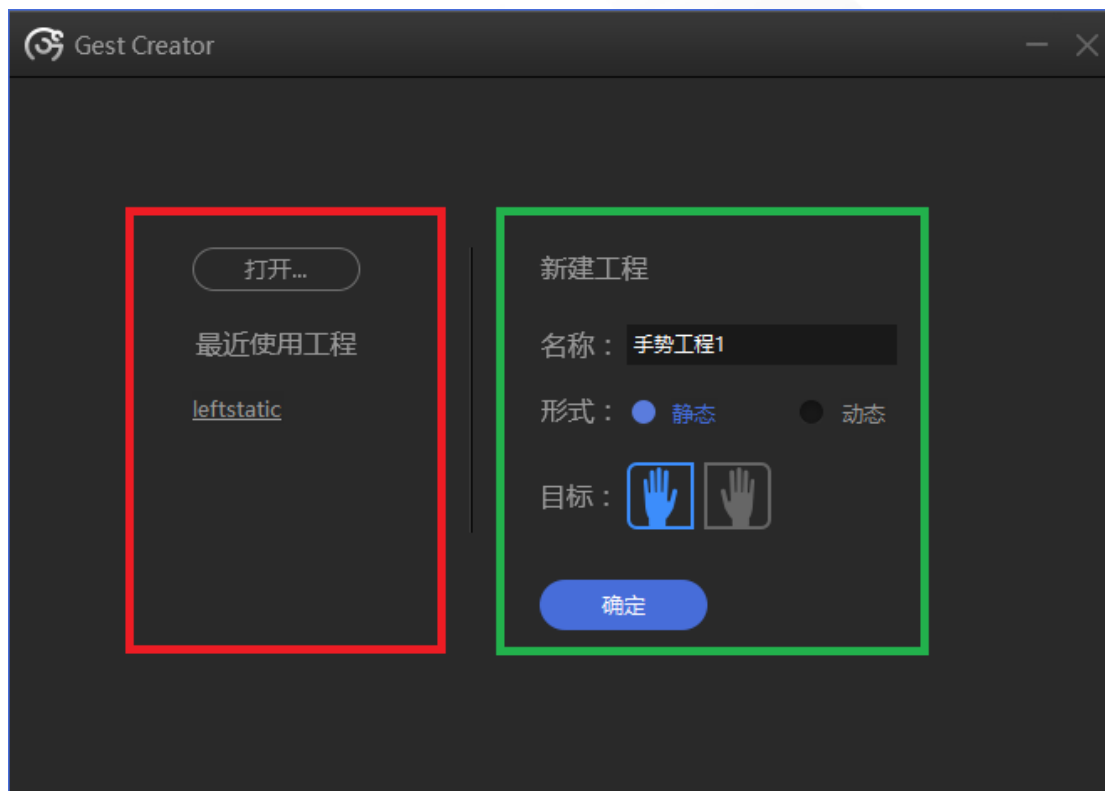 Gest Creator
打开...
最近使用工程
leftstatic
新建工程
名称： 手势工程1
形式： 静态 动态
目标：
确定